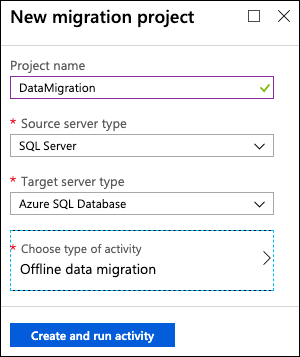 New migration project
Project name
DataMigration
* Source server type
SQL Server
* Target server type
Azure SQL Database
* Choose type of activity
Offline data migration
Create and run activity